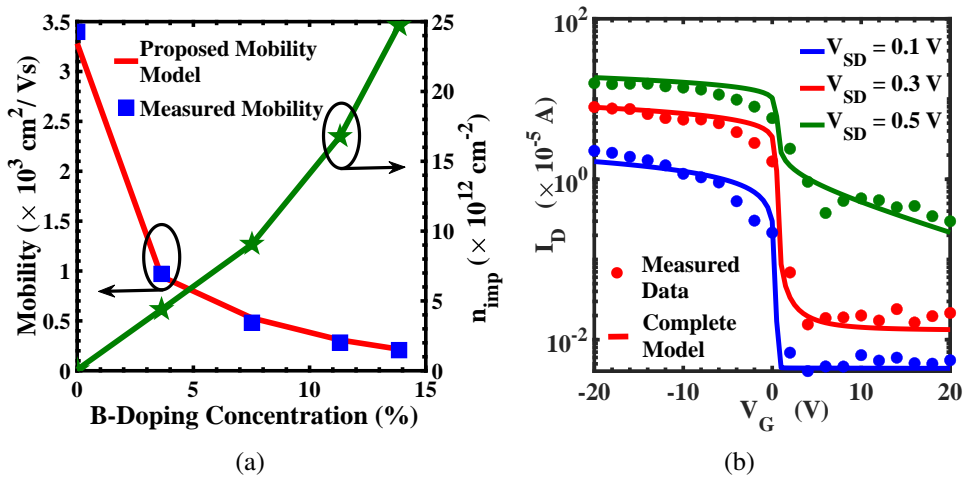 3.5
3
2.5
2
1.5
1
0.5
0
Mobility (× 10³ cm²/ Vs)
Proposed Mobility
Model
Measured Mobility
25
20
15
10
5
0
n_imp (× 10¹² cm⁻²)
0 5 10 15
B-Doping Concentration (%)
(a)
10²
10⁰
10⁻²
I_D (× 10⁻⁵ A)
V_SD = 0.1 V
V_SD = 0.3 V
V_SD = 0.5 V
Measured
Data
Complete
Model
-20 -10 0 10 20
V_G (V)
(b)